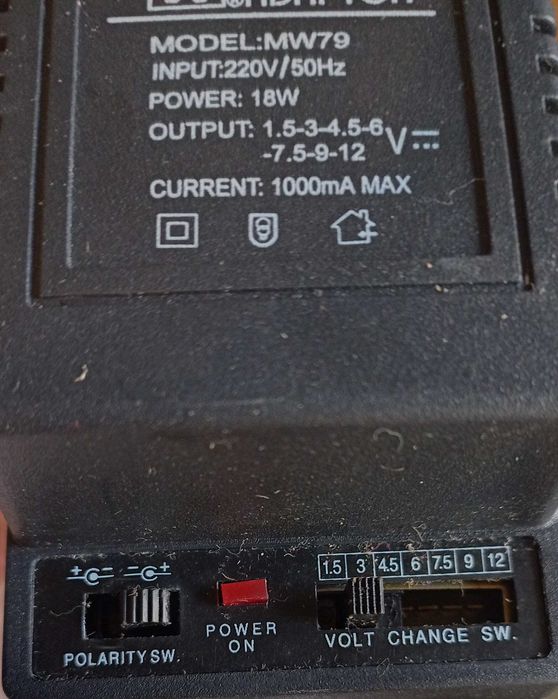 MODEL:MW79
INPUT:220V/50Hz
POWER: 18W
OUTPUT: 1.5-3-4.5-6
-7.5-9-12 V
CURRENT: 1000mA MAX
+ - - +
1.5 3 4.5 6 7.5 9 12
POWER
ON
POLARITY SW.
VOLT CHANGE SW.